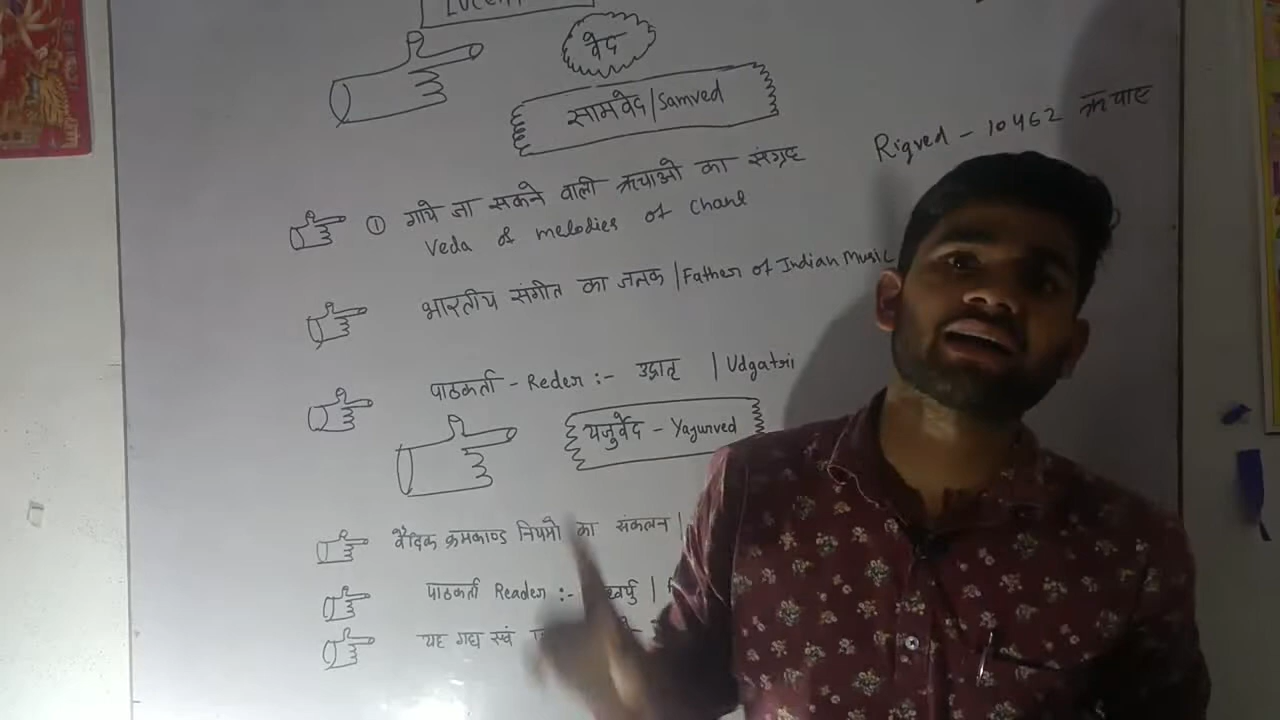 वेद
सामवेद/Samved
Rigved - 10462 ऋचाए
① गाये जा सकने वाली ऋचाओ का संग्रह
Veda of melodies of Chant
भारतीय संगीत का जनक | Father of Indian Music
पाठकर्ता - Reder :- उद्गातृ | Udgatri
यजुर्वेद - Yajurved
वैदिक क्रमकाण्ड नियमो का संकलन |
पाठकर्ता Reader :-
यह गद्य एवं